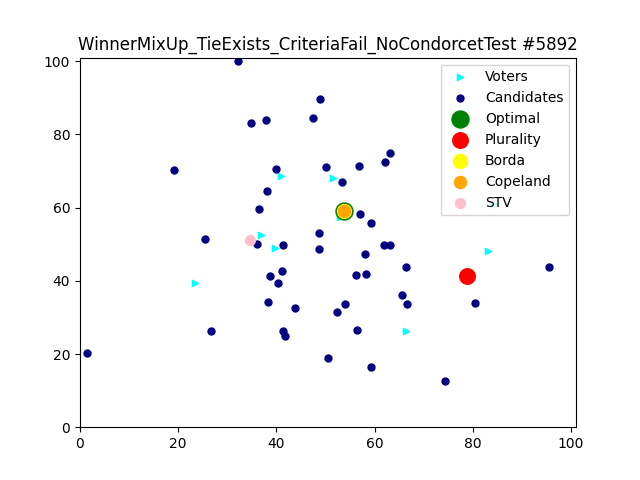 WinnerMixUp_TieExists_CriteriaFail_NoCondorcetTest #5892
100
80
60
40
20
0
0 20 40 60 80 100
Voters
Candidates
Optimal
Plurality
Borda
Copeland
STV